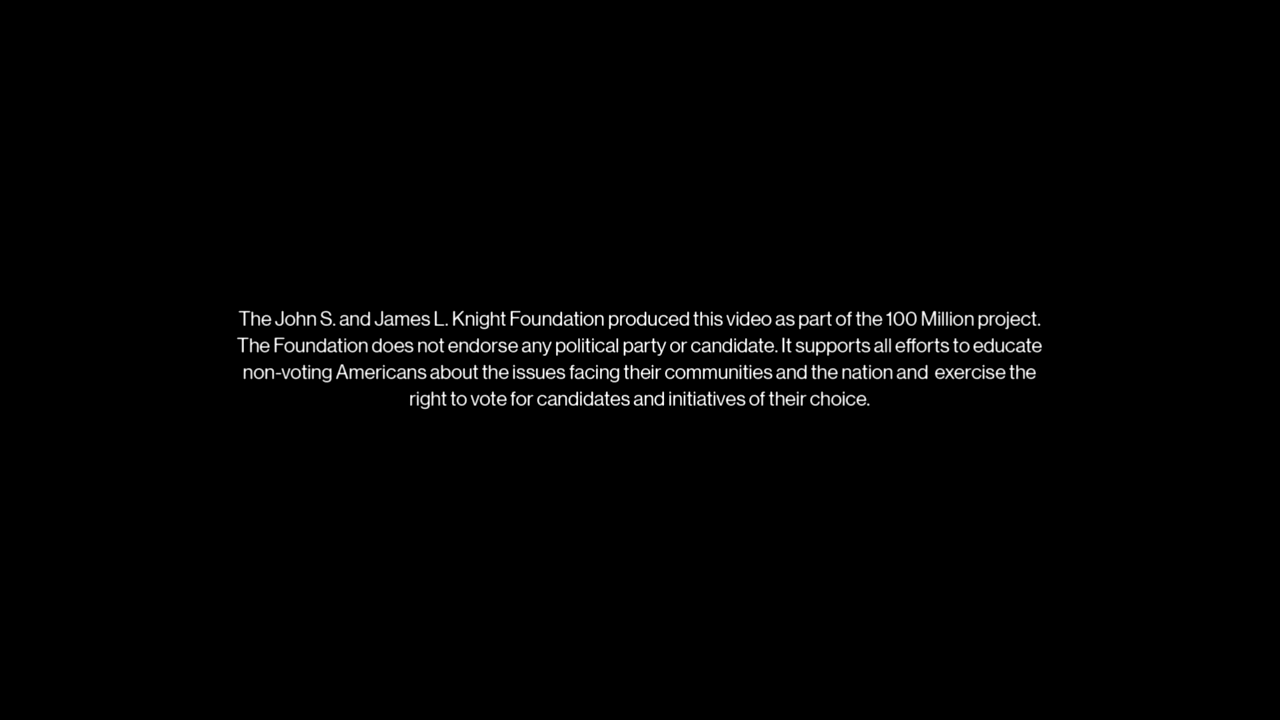 The John S. and James L. Knight Foundation produced this video as part of the 100 Million project.
The Foundation does not endorse any political party or candidate. It supports all efforts to educate
non-voting Americans about the issues facing their communities and the nation and exercise the
right to vote for candidates and initiatives of their choice.